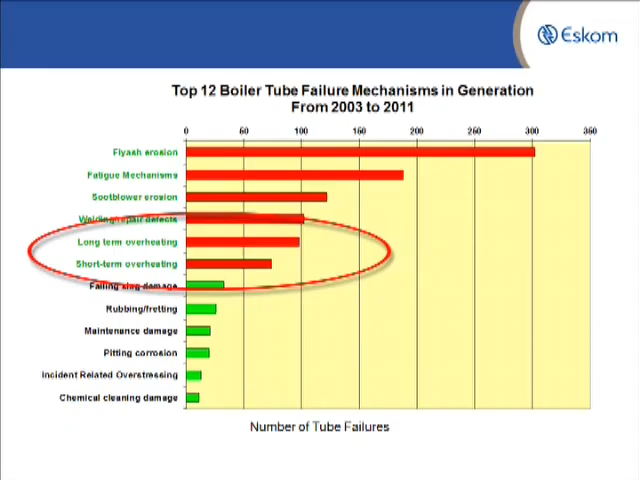 Eskom
Top 12 Boiler Tube Failure Mechanisms in Generation
From 2003 to 2011
0 50 100 150 200 250 300 350
Flyash erosion
Fatigue Mechanisms
Sootblower erosion
Welding/repair defects
Long term overheating
Short-term overheating
Falling slag damage
Rubbing/fretting
Maintenance damage
Pitting corrosion
Incident Related Overstressing
Chemical cleaning damage
Number of Tube Failures